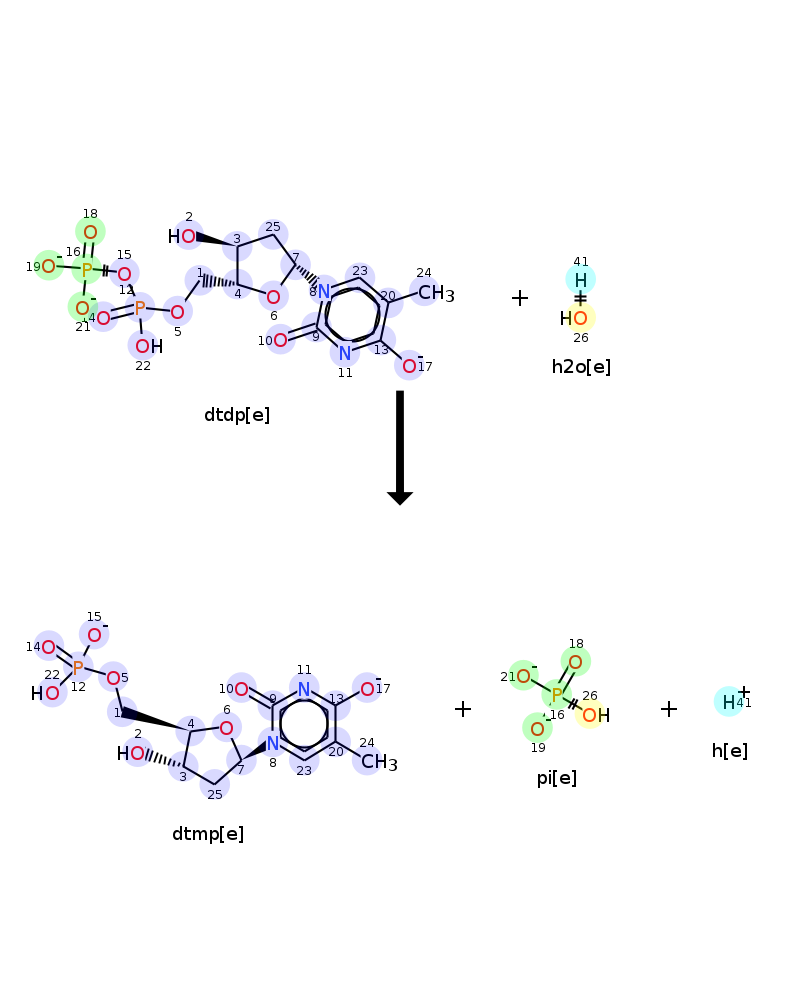 18
19 O- 16 P O 15 O 2 HO 3 25 7 23 24 CH3 41 H
21 O- 14 O 12 P O 5 1 4 O 6 N 8 20 + HO 26
OH 22 10 O 9 N 11 13 O- 17 h2o[e]
dtdp[e]
15 O- 18 O
14 O 22 P 12 O 5 10 O 9 N 11 13 O- 17 21 O- P 16 26 OH H+ 41
HO 1 2 HO 4 6 O 3 25 7 N 8 23 20 24 CH3 + O- 19 + h[e]
pi[e]
dtmp[e]